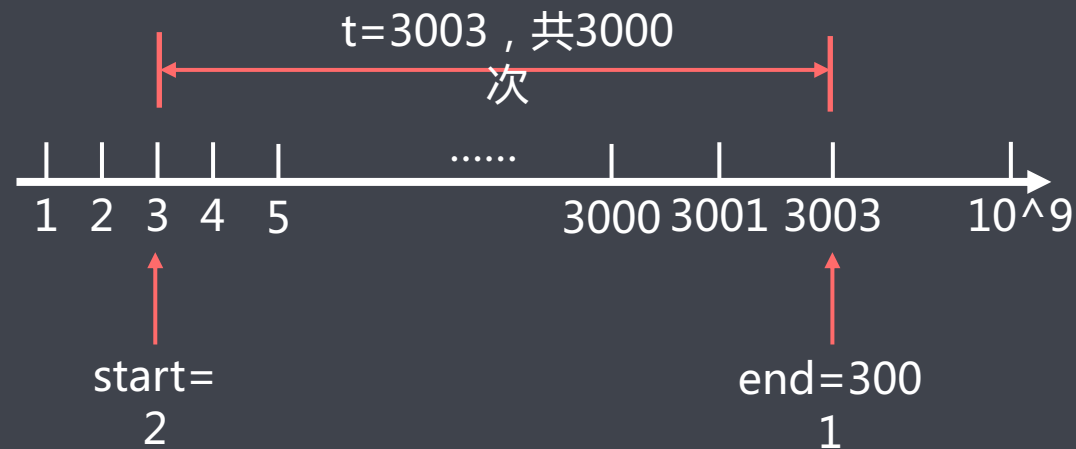 t=3003，共3000
次
......
1 2 3 4 5 3000 3001 3003 10^9
start=
2
end=300
1